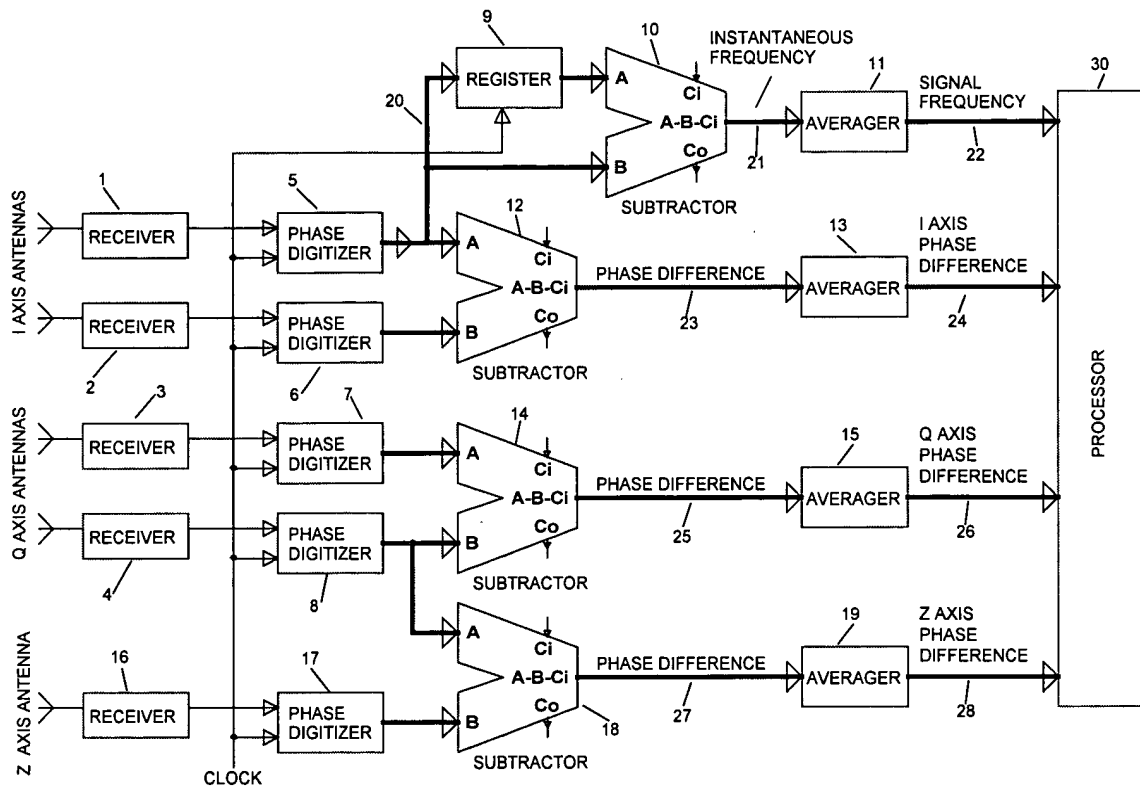 9
10
INSTANTANEOUS
FREQUENCY
11
SIGNAL
FREQUENCY
30
REGISTER
A
Ci
A-B-Ci
Co
B
SUBTRACTOR
20
21
AVERAGER
22
I AXIS ANTENNAS
1
RECEIVER
5
PHASE
DIGITIZER
12
A
Ci
A-B-Ci
Co
B
SUBTRACTOR
PHASE DIFFERENCE
23
13
AVERAGER
I AXIS
PHASE
DIFFERENCE
24
RECEIVER
2
PHASE
DIGITIZER
6
PROCESSOR
Q AXIS ANTENNAS
3
RECEIVER
7
PHASE
DIGITIZER
14
A
Ci
A-B-Ci
Co
B
SUBTRACTOR
PHASE DIFFERENCE
25
15
AVERAGER
Q AXIS
PHASE
DIFFERENCE
26
RECEIVER
4
PHASE
DIGITIZER
8
Z AXIS ANTENNA
16
RECEIVER
17
PHASE
DIGITIZER
A
Ci
A-B-Ci
Co
B
18
SUBTRACTOR
PHASE DIFFERENCE
27
19
AVERAGER
Z AXIS
PHASE
DIFFERENCE
28
CLOCK